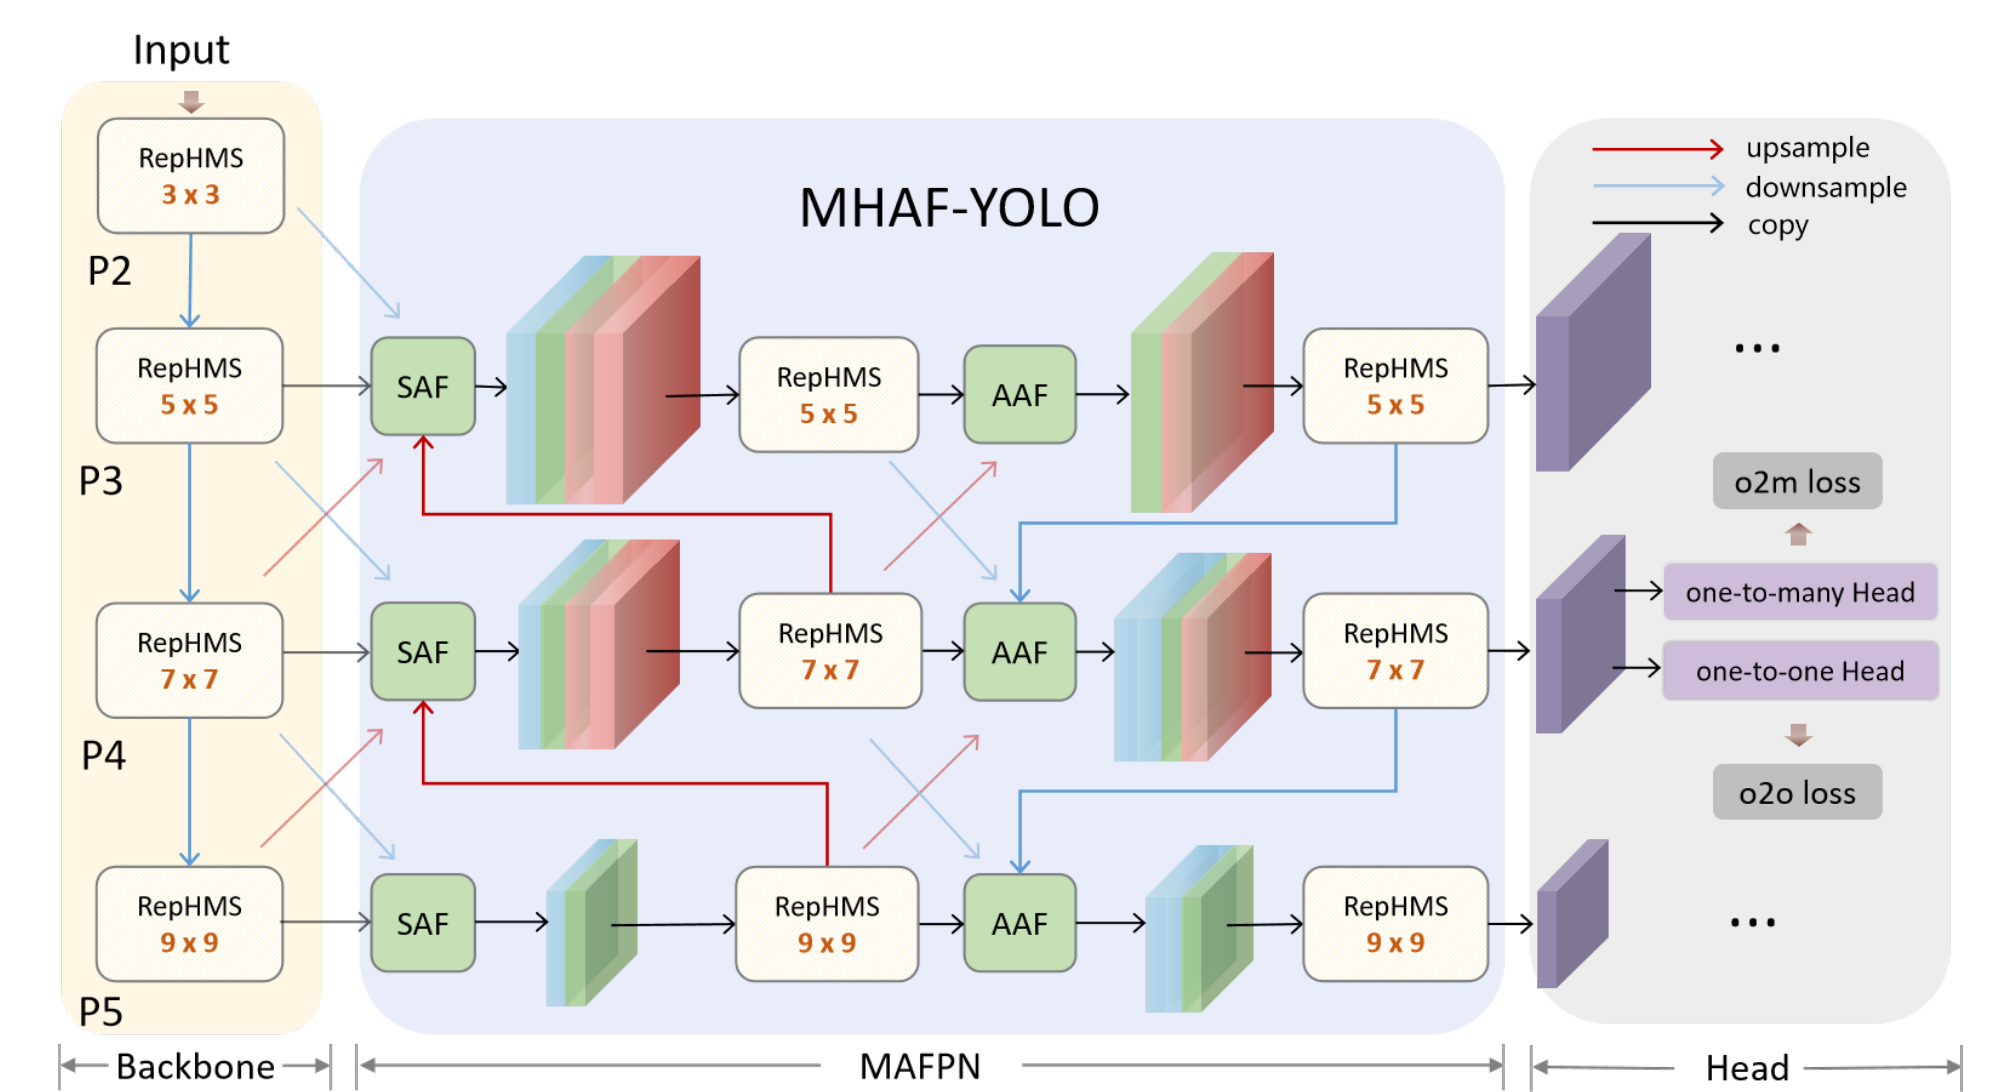 Input
RepHMS
3 x 3
P2
RepHMS
5 x 5
P3
RepHMS
7 x 7
P4
RepHMS
9 x 9
P5
Backbone
MHAF-YOLO
SAF
RepHMS
5 x 5
AAF
RepHMS
5 x 5
SAF
RepHMS
7 x 7
AAF
RepHMS
7 x 7
SAF
RepHMS
9 x 9
AAF
RepHMS
9 x 9
MAFPN
upsample
downsample
copy
...
o2m loss
one-to-many Head
one-to-one Head
o2o loss
...
Head